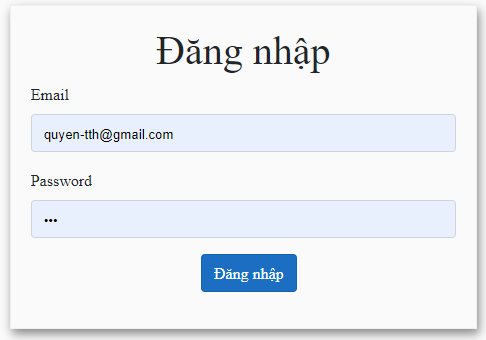 Đăng nhập
Email
quyen-tth@gmail.com
Password
•••
Đăng nhập